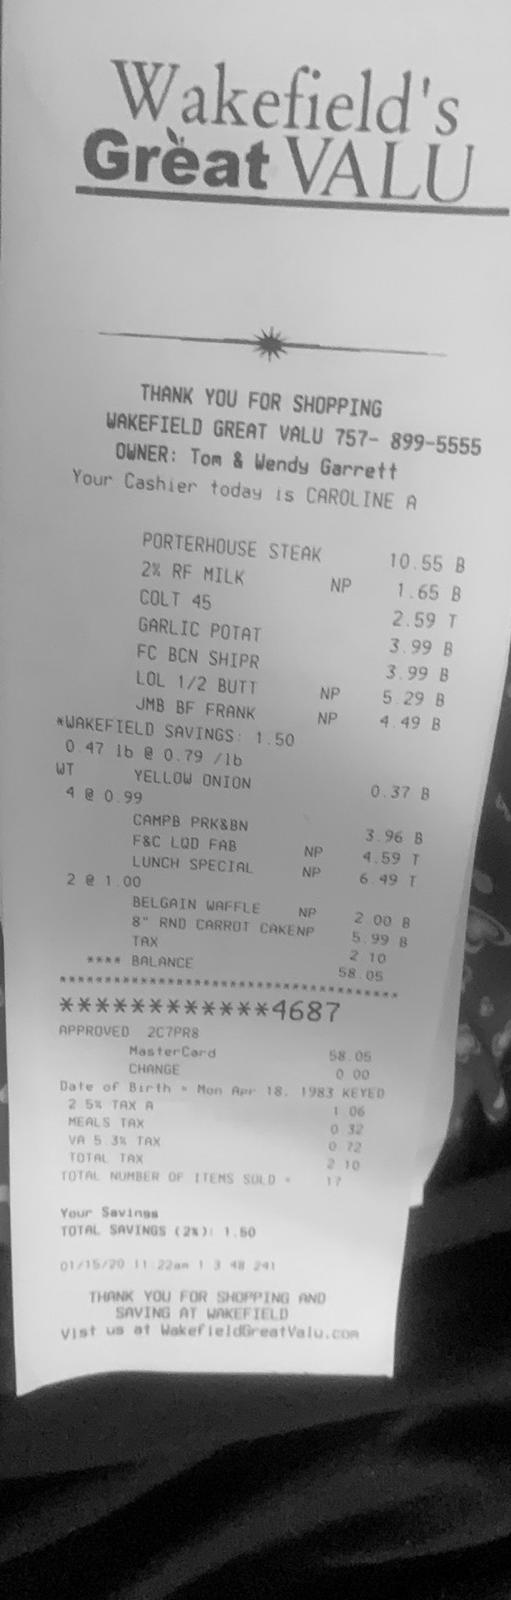 Wakefield's
Great VALU
THANK YOU FOR SHOPPING
WAKEFIELD GREAT VALU 757- 899-5555
OWNER: Tom & Wendy Garrett
Your Cashier today is CAROLINE A
PORTERHOUSE STEAK 10.55 B
2% RF MILK NP 1.65 B
COLT 45 2.59 T
GARLIC POTAT 3.99 B
FC BCN SHIPR 3.99 B
LOL 1/2 BUTT NP 5.29 B
JMB BF FRANK NP 4.49 B
*WAKEFIELD SAVINGS: 1.50
0.47 lb @ 0.79 /lb
WT YELLOW ONION 0.37 B
4 @ 0.99
CAMPB PRK&BN 3.96 B
F&C LQD FAB NP 4.59 T
LUNCH SPECIAL NP 6.49 T
2 @ 1.00
BELGAIN WAFFLE NP 2.00 B
8" RND CARROT CAKENP 5.99 B
TAX 2.10
**** BALANCE 58.05
************4687
APPROVED 2C7PR8
MasterCard 58.05
CHANGE 0.00
Date of Birth = Mon Apr 18, 1983 KEYED
2.5% TAX A 1.06
MEALS TAX 0.32
VA 5.3% TAX 0.72
TOTAL TAX 2.10
TOTAL NUMBER OF ITEMS SOLD = 17
Your Savings
TOTAL SAVINGS (2%): 1.50
01/15/20 11:22am 1 3 48 241
THANK YOU FOR SHOPPING AND
SAVING AT WAKEFIELD
Vist us at WakefieldGreatValu.com